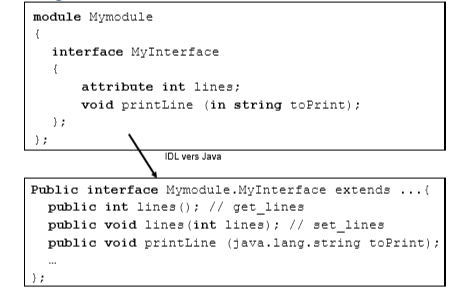 module Mymodule
{
interface MyInterface
{
attribute int lines;
void printLine (in string toPrint);
};
};
IDL vers Java
Public interface Mymodule.MyInterface extends ...{
public int lines(); // get_lines
public void lines(int lines); // set_lines
public void printLine (java.lang.string toPrint);
…
};